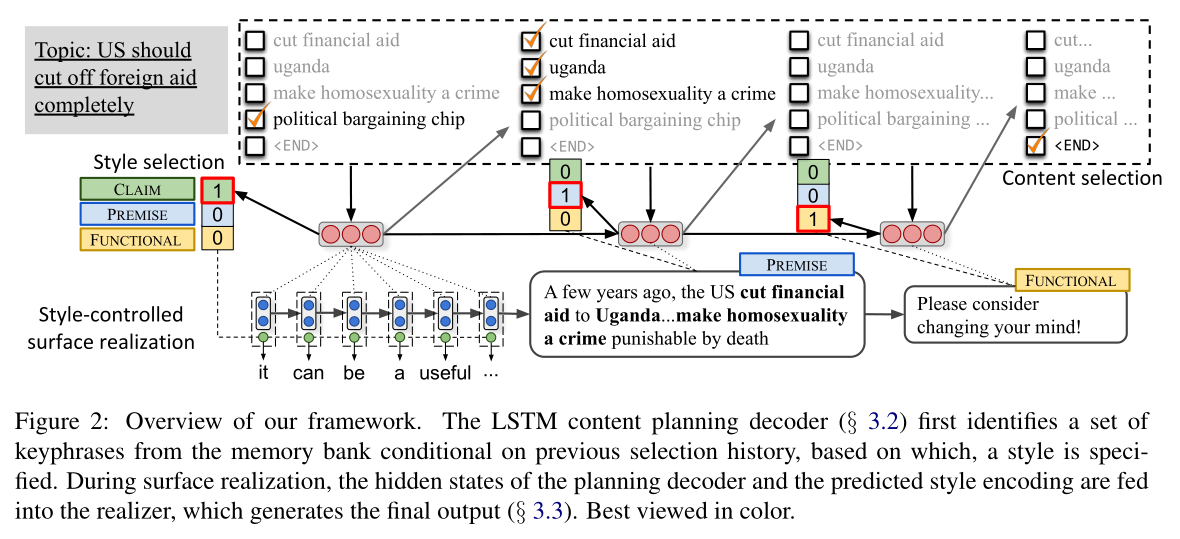 Topic: US should
cut off foreign aid
completely
cut financial aid
uganda
make homosexuality a crime
political bargaining chip
<END>
cut financial aid
uganda
make homosexuality a crime
political bargaining chip
<END>
cut financial aid
uganda
make homosexuality...
political bargaining ...
<END>
cut...
uganda
make ...
political ...
<END>
Content selection
Style selection
CLAIM 1
PREMISE 0
FUNCTIONAL 0
0
1
0
0
0
1
Style-controlled
surface realization
it can be a useful ...
PREMISE
A few years ago, the US cut financial
aid to Uganda...make homosexuality
a crime punishable by death
FUNCTIONAL
Please consider
changing your mind!
Figure 2: Overview of our framework. The LSTM content planning decoder (§ 3.2) first identifies a set of
keyphrases from the memory bank conditional on previous selection history, based on which, a style is speci-
fied. During surface realization, the hidden states of the planning decoder and the predicted style encoding are fed
into the realizer, which generates the final output (§ 3.3). Best viewed in color.